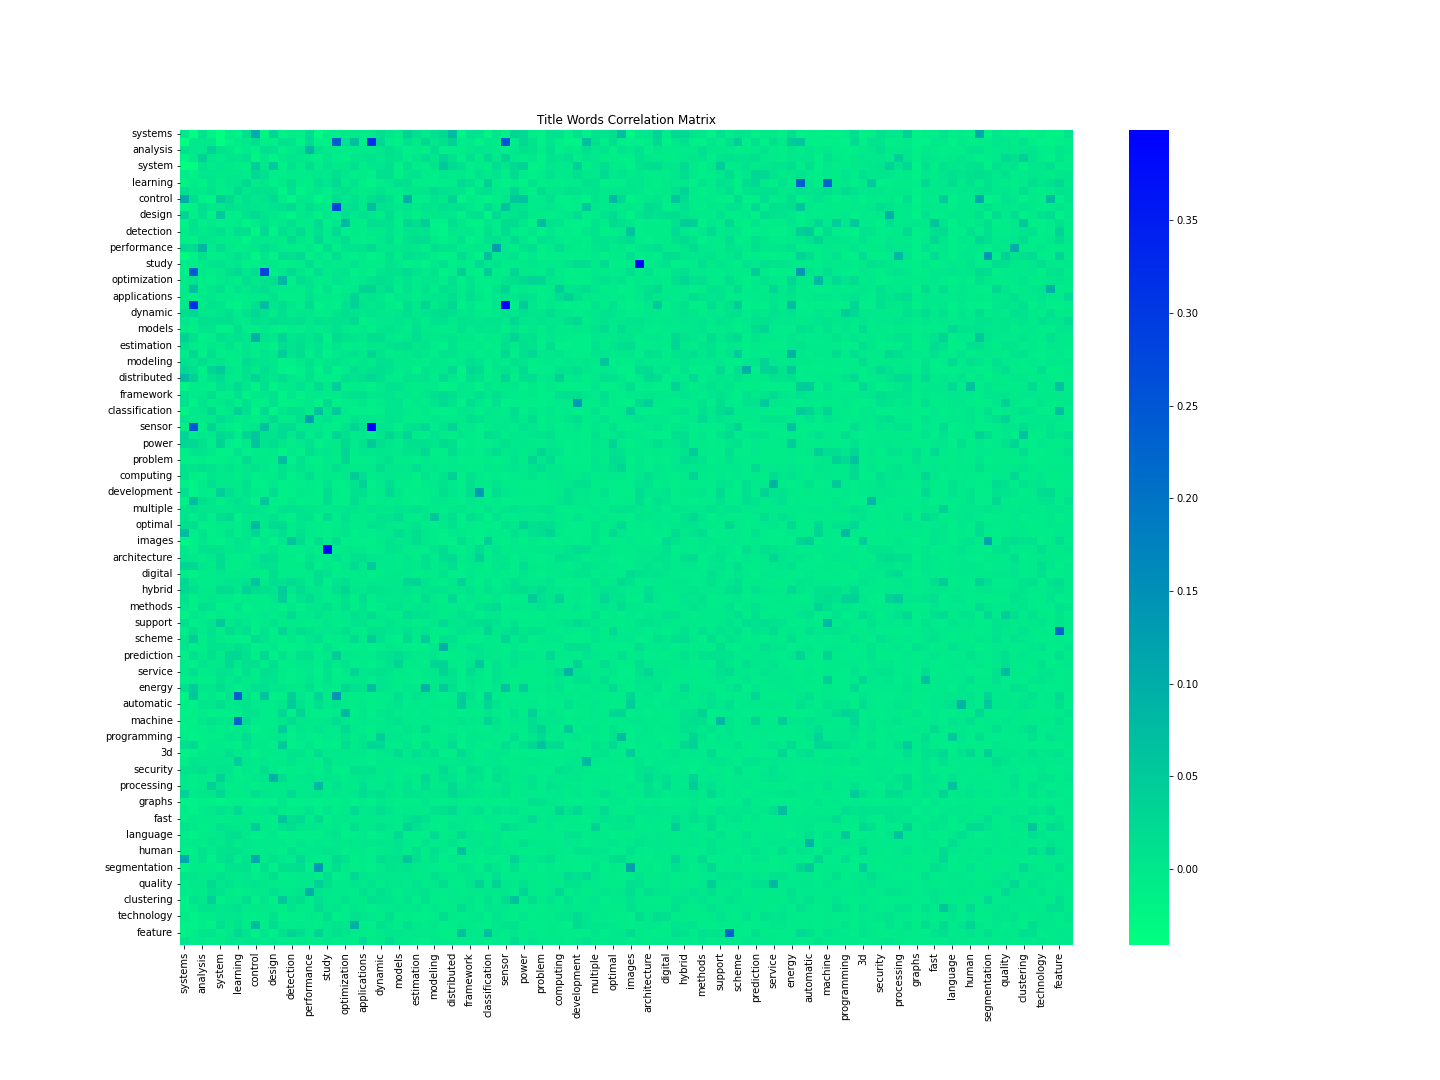 Title Words Correlation Matrix
systems
analysis
system
learning
control
design
detection
performance
study
optimization
applications
dynamic
models
estimation
modeling
distributed
framework
classification
sensor
power
problem
computing
development
multiple
optimal
images
architecture
digital
hybrid
methods
support
scheme
prediction
service
energy
automatic
machine
programming
3d
security
processing
graphs
fast
language
human
segmentation
quality
clustering
technology
feature
0.35
0.30
0.25
0.20
0.15
0.10
0.05
0.00
systems
analysis
system
learning
control
design
detection
performance
study
optimization
applications
dynamic
models
estimation
modeling
distributed
framework
classification
sensor
power
problem
computing
development
multiple
optimal
images
architecture
digital
hybrid
methods
support
scheme
prediction
service
energy
automatic
machine
programming
3d
security
processing
graphs
fast
language
human
segmentation
quality
clustering
technology
feature